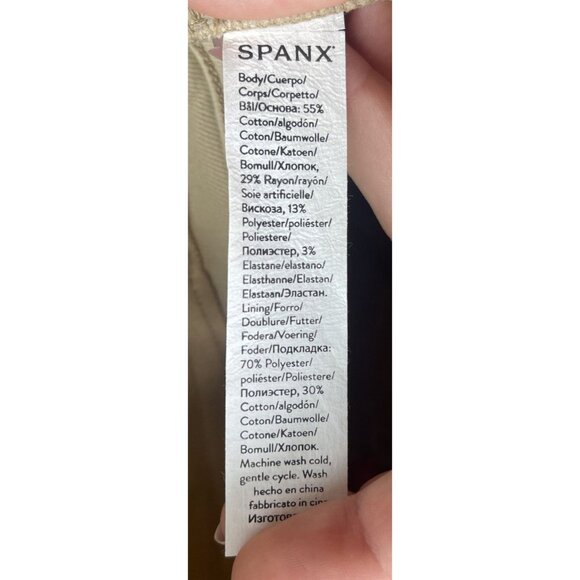 SPANX
Body/Cuerpo/
Corps/Corpetto/
Bål/Основа: 55%
Cotton/algodón/
Coton/Baumwolle/
Cotone/Katoen/
Bomull/Хлопок,
29% Rayon/rayón/
Soie artificielle/
Вискоза, 13%
Polyester/poliéster/
Poliestere/
Полиэстер, 3%
Elastane/elastano/
Elasthanne/Elastan/
Elastaan/Эластан.
Lining/Forro/
Doublure/Futter/
Fodera/Voering/
Foder/Подкладка:
70% Polyester/
poliéster/Poliestere/
Полиэстер, 30%
Cotton/algodón/
Coton/Baumwolle/
Cotone/Katoen/
Bomull/Хлопок.
Machine wash cold,
gentle cycle. Wash
hecho en china
fabbricato in